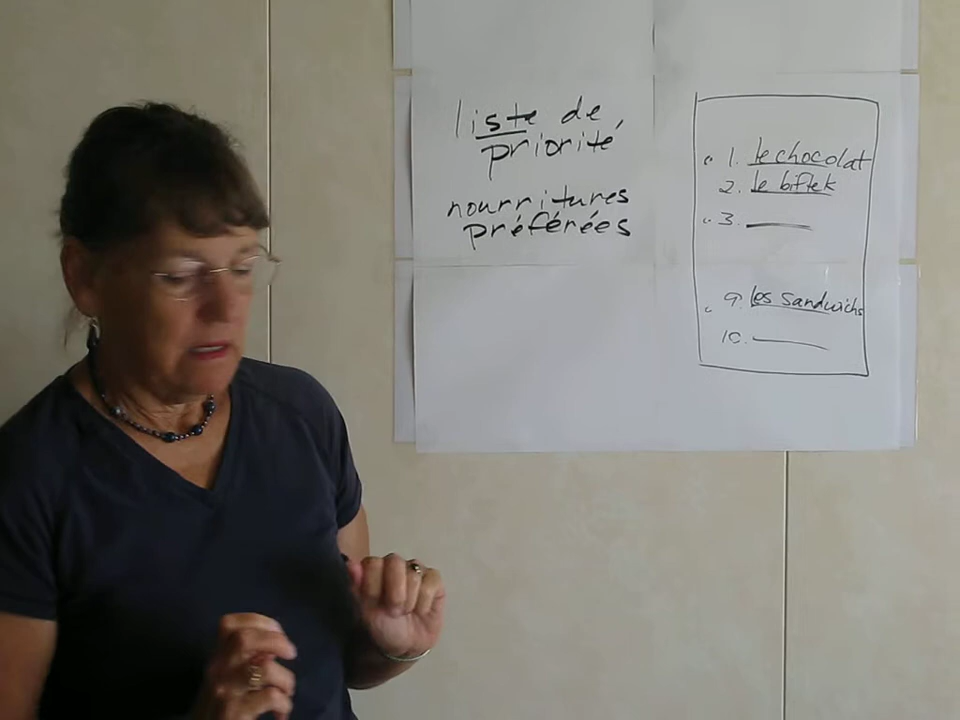 liste de
priorité
nourritures
préférées
1. le chocolat
2. le biftek
3.
9. les sandwichs
10.